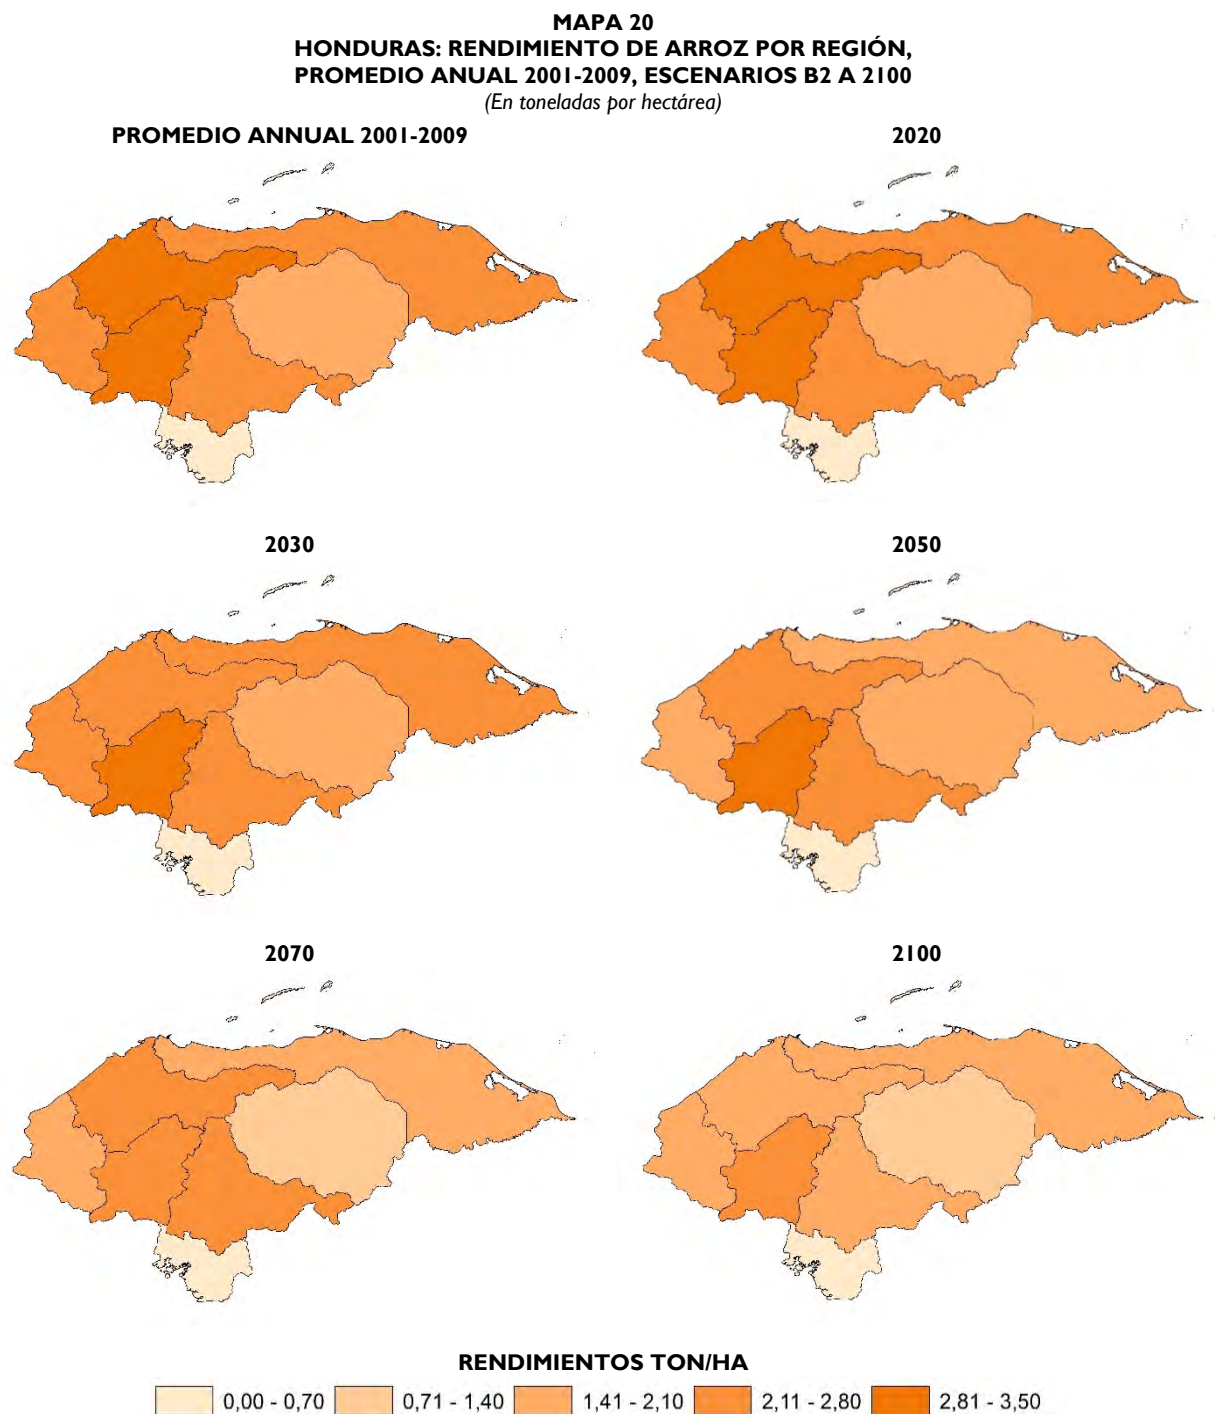 MAPA 20
HONDURAS: RENDIMIENTO DE ARROZ POR REGIÓN,
PROMEDIO ANUAL 2001-2009, ESCENARIOS B2 A 2100
(En toneladas por hectárea)
PROMEDIO ANNUAL 2001-2009
2020
2030
2050
2070
2100
RENDIMIENTOS TON/HA
0,00 - 0,70
0,71 - 1,40
1,41 - 2,10
2,11 - 2,80
2,81 - 3,50